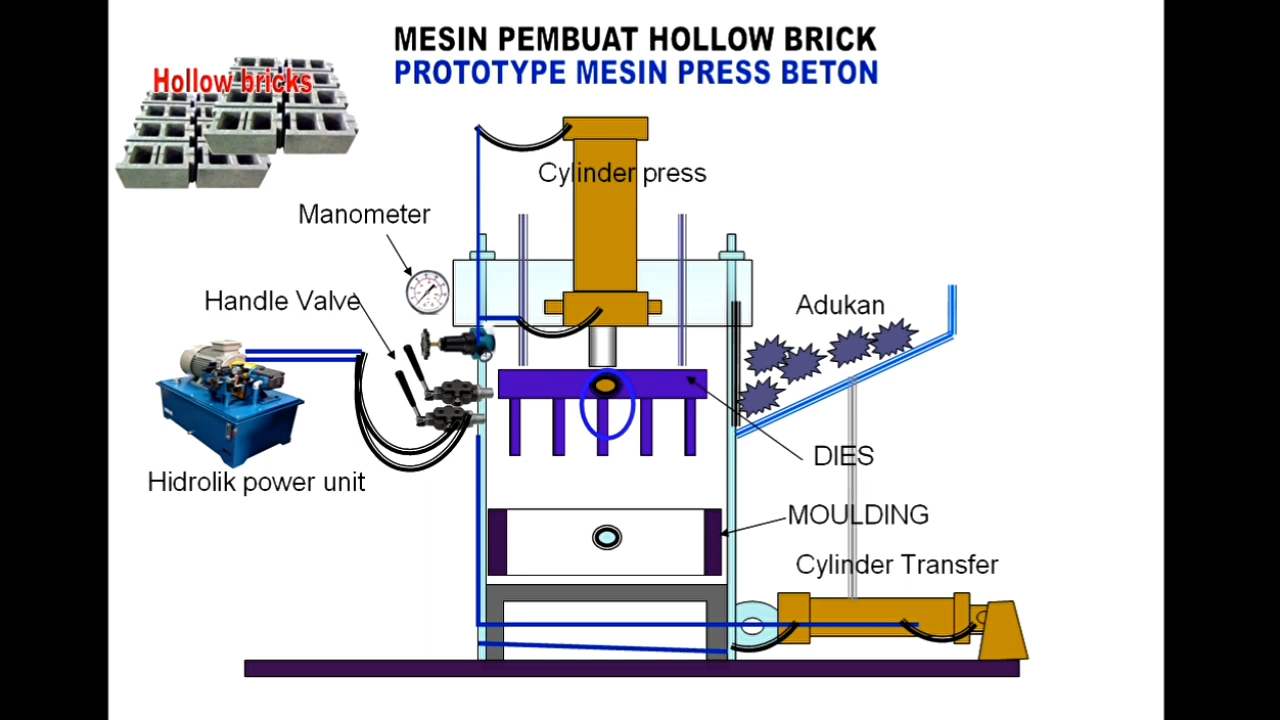 MESIN PEMBUAT HOLLOW BRICK
PROTOTYPE MESIN PRESS BETON
Hollow bricks
Cylinder press
Manometer
Handle Valve
Adukan
DIES
Hidrolik power unit
MOULDING
Cylinder Transfer